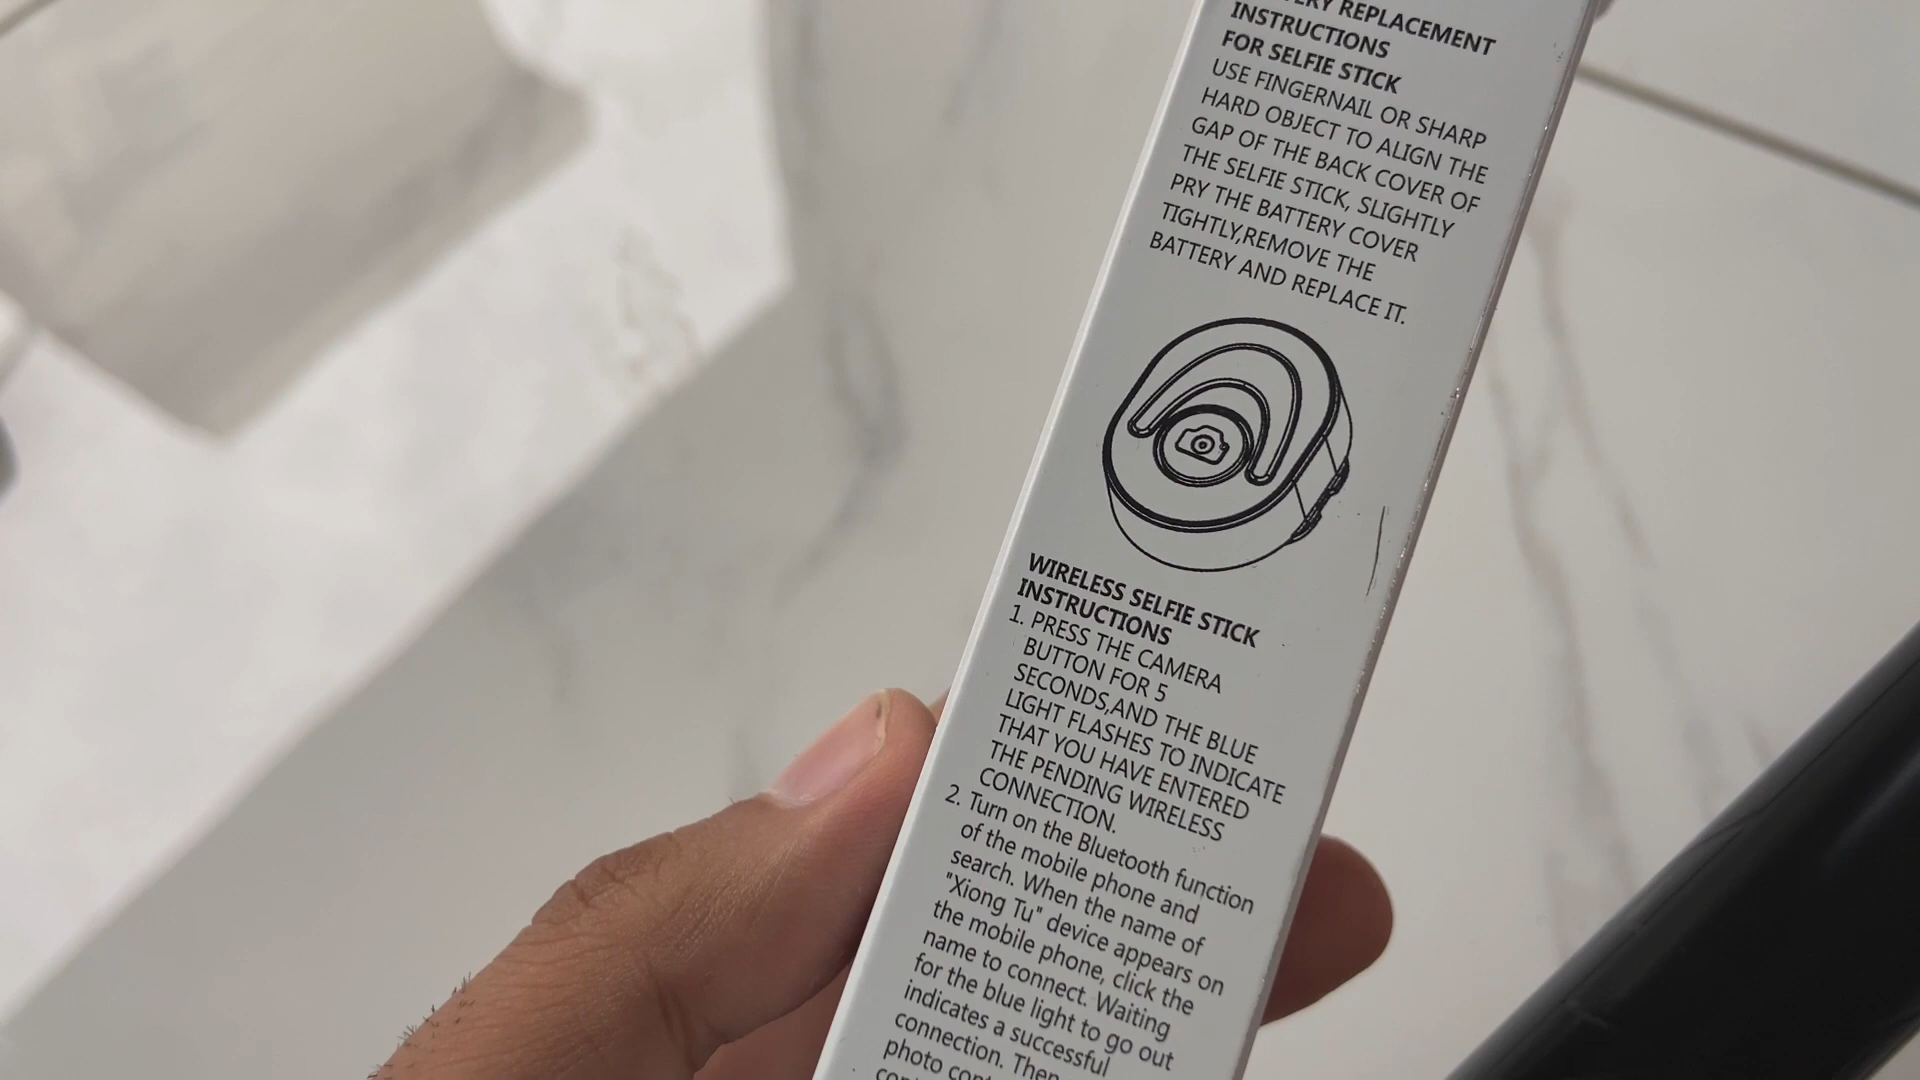 REPLACEMENT
INSTRUCTIONS
FOR SELFIE STICK
USE FINGERNAIL OR SHARP
HARD OBJECT TO ALIGN THE
GAP OF THE BACK COVER OF
THE SELFIE STICK, SLIGHTLY
PRY THE BATTERY COVER
TIGHTLY,REMOVE THE
BATTERY AND REPLACE IT.
WIRELESS SELFIE STICK
INSTRUCTIONS
1. PRESS THE CAMERA
BUTTON FOR 5
SECONDS,AND THE BLUE
LIGHT FLASHES TO INDICATE
THAT YOU HAVE ENTERED
THE PENDING WIRELESS
CONNECTION.
2. Turn on the Bluetooth function
of the mobile phone and
search. When the name of
"Xiong Tu" device appears on
the mobile phone, click the
name to connect. Waiting
for the blue light to go out
indicates a successful
connection. Then
photo